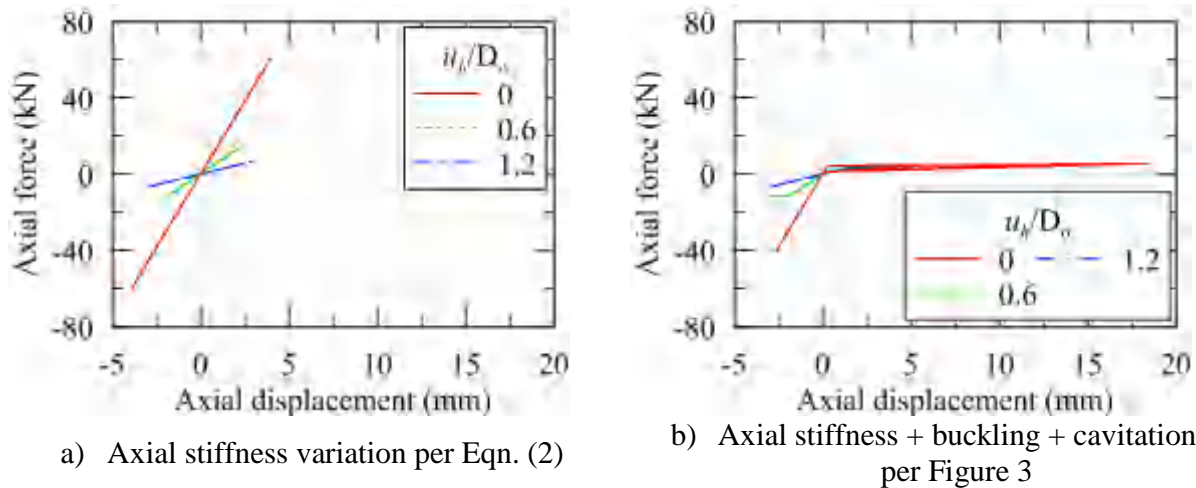 80
40
0
-40
-80
Axial force (kN)
-5 0 5 10 15 20
Axial displacement (mm)
u_h/D_o
0
0.6
1.2
a) Axial stiffness variation per Eqn. (2)
80
40
0
-40
-80
Axial force (kN)
-5 0 5 10 15 20
Axial displacement (mm)
u_h/D_o
0 1.2
0.6
b) Axial stiffness + buckling + cavitation
per Figure 3